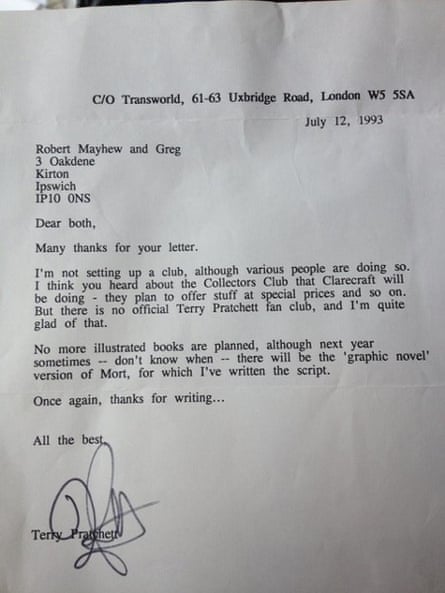 C/O Transworld, 61-63 Uxbridge Road, London W5 5SA
July 12, 1993
Robert Mayhew and Greg
3 Oakdene
Kirton
Ipswich
IP10 0NS
Dear both,
Many thanks for your letter.
I'm not setting up a club, although various people are doing so.
I think you heard about the Collectors Club that Clarecraft will
be doing - they plan to offer stuff at special prices and so on.
But there is no official Terry Pratchett fan club, and I'm quite
glad of that.
No more illustrated books are planned, although next year
sometimes -- don't know when -- there will be the 'graphic novel'
version of Mort, for which I've written the script.
Once again, thanks for writing...
All the best,
Terry Pratchett